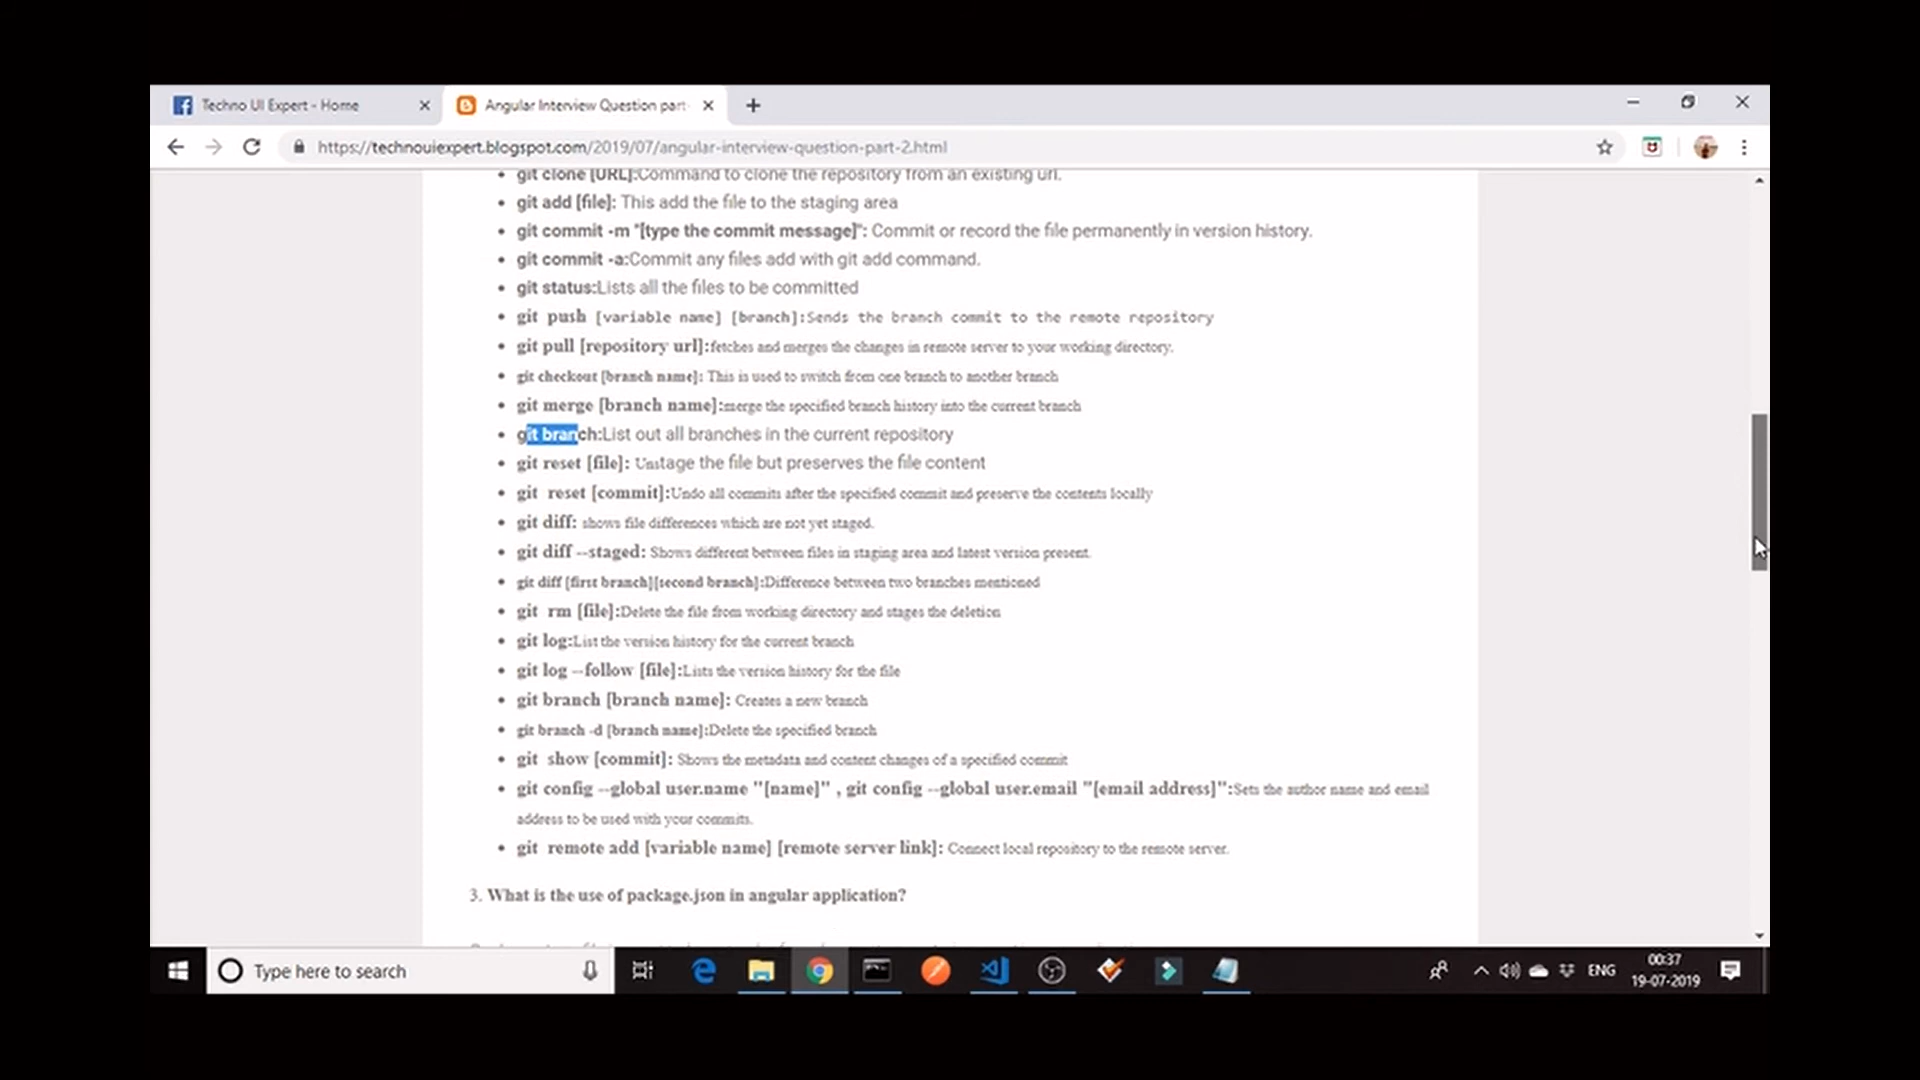 Techno UI Expert - Home
Angular Interview Question part-
https://technouiexpert.blogspot.com/2019/07/angular-interview-question-part-2.html
• git clone [URL]:Command to clone the repository from an existing url.
• git add [file]: This add the file to the staging area
• git commit -m "[type the commit message]": Commit or record the file permanently in version history.
• git commit -a:Commit any files add with git add command.
• git status:Lists all the files to be committed
• git push [variable name] [branch]:Sends the branch commit to the remote repository
• git pull [repository url]:fetches and merges the changes in remote server to your working directory.
• git checkout [branch name]: This is used to switch from one branch to another branch
• git merge [branch name]:merge the specified branch history into the current branch
• git branch:List out all branches in the current repository
• git reset [file]: Unstage the file but preserves the file content
• git reset [commit]:Undo all commits after the specified commit and preserve the contents locally
• git diff: shows file differences which are not yet staged.
• git diff --staged: Shows different between files in staging area and latest version present.
• git diff [first branch][second branch]:Difference between two branches mentioned
• git rm [file]:Delete the file from working directory and stages the deletion
• git log:List the version history for the current branch
• git log --follow [file]:Lists the version history for the file
• git branch [branch name]: Creates a new branch
• git branch -d [branch name]:Delete the specified branch
• git show [commit]: Shows the metadata and content changes of a specified commit
• git config --global user.name "[name]" , git config --global user.email "[email address]":Sets the author name and email
address to be used with your commits.
• git remote add [variable name] [remote server link]: Connect local repository to the remote server.
3. What is the use of package.json in angular application?
Type here to search
ENG
00:37
19-07-2019